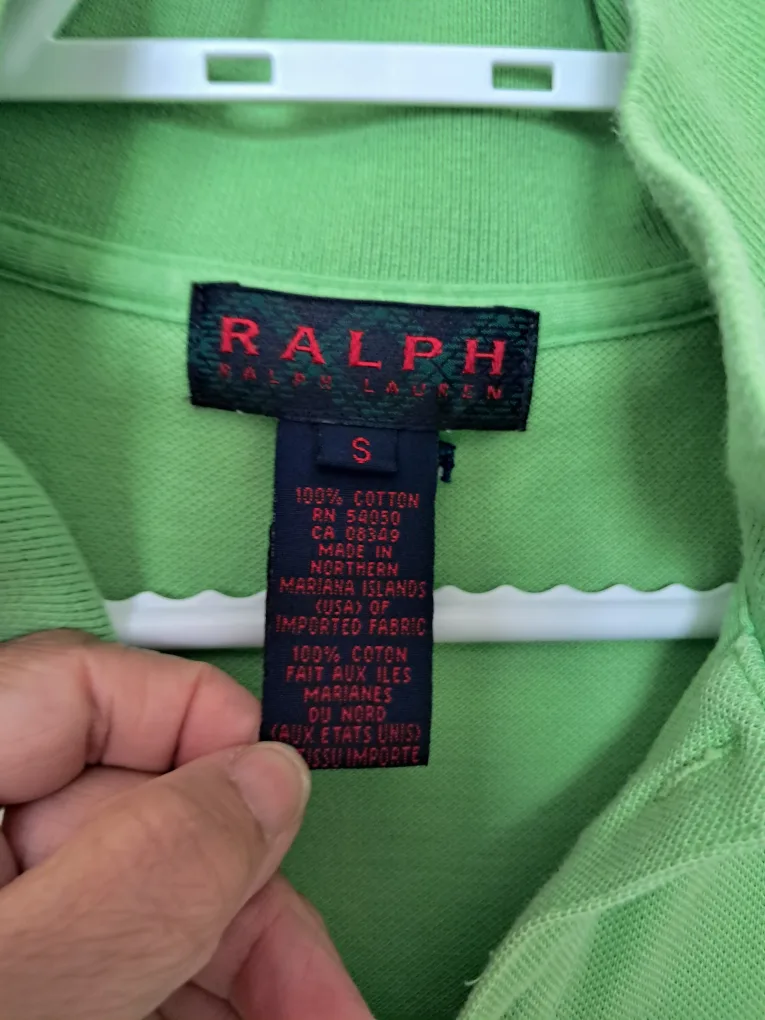 RALPH
RALPH LAUREN
S
100% COTTON
RN 54050
CA 08349
MADE IN
NORTHERN
MARIANA ISLANDS
(USA) OF
IMPORTED FABRIC
100% COTON
FAIT AUX ILES
MARIANES
DU NORD
(AUX ETATS UNIS)
TISSU IMPORTE